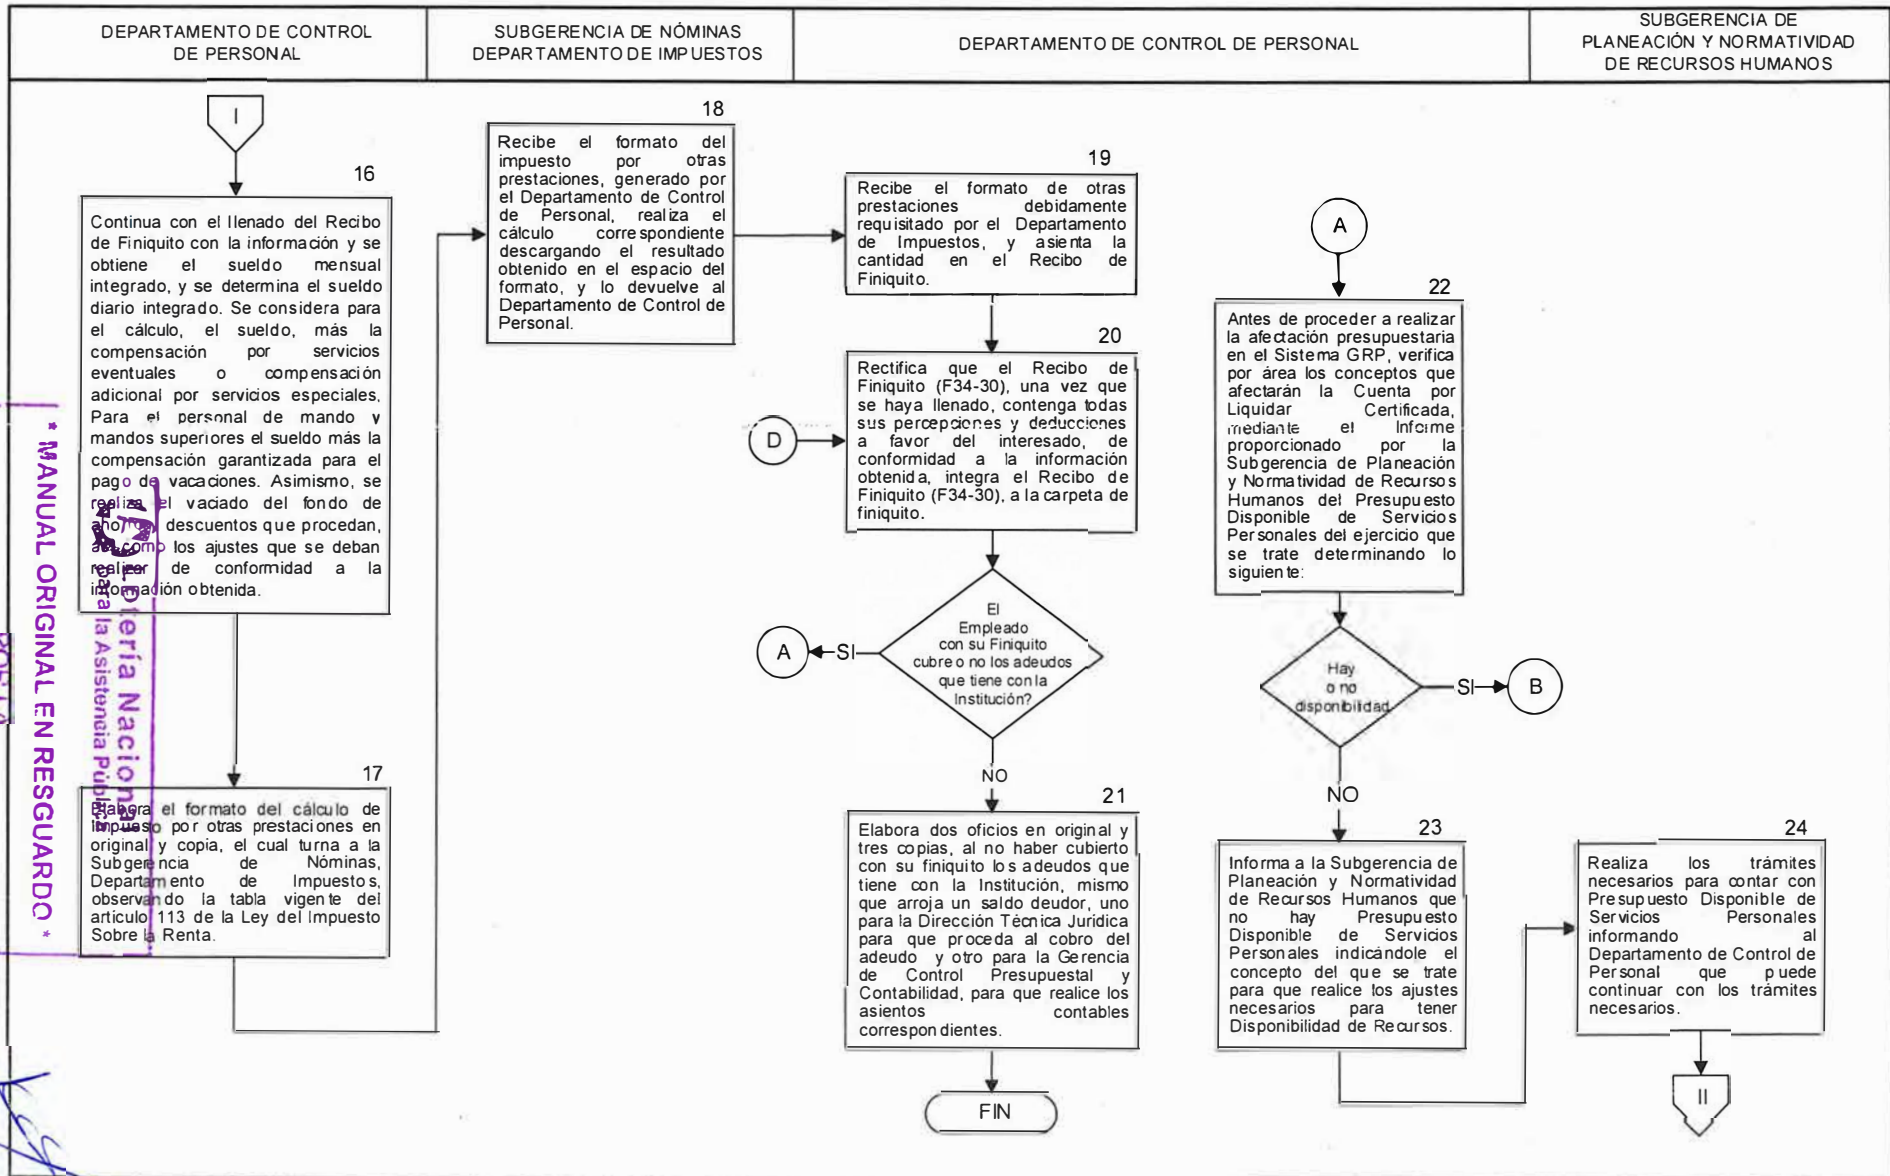 DEPARTAMENTO DE CONTROL
DE PERSONAL
SUBGERENCIA DE NÓMINAS
DEPARTAMENTO DE IMPUESTOS
DEPARTAMENTO DE CONTROL DE PERSONAL
SUBGERENCIA DE
PLANEACIÓN Y NORMATIVIDAD
DE RECURSOS HUMANOS
I
16
Continua con el llenado del Recibo
de Finiquito con la información y se
obtiene el sueldo mensual
integrado, y se determina el sueldo
diario integrado. Se considera para
el cálculo, el sueldo, más la
compensación por servicios
eventuales o compensación
adicional por servicios especiales,
Para el personal de mando y
mandos superiores el sueldo más la
compensación garantizada para el
pago de vacaciones. Asimismo, se
realiza el vaciado del fondo de
descuentos que procedan,
como los ajustes que se deban
realizar de conformidad a la
información obtenida.
17
Elabora el formato del cálculo de
impuesto por otras prestaciones en
original y copia, el cual turna a la
Subgerencia de Nóminas,
Departamento de Impuestos,
observando la tabla vigente del
articulo 113 de la Ley del Impuesto
Sobre la Renta.
18
Recibe el formato del
impuesto por otras
prestaciones, generado por
el Departamento de Control
de Personal, realiza el
cálculo correspondiente
descargando el resultado
obtenido en el espacio del
formato, y lo devuelve al
Departamento de Control de
Personal.
19
Recibe el formato de otras
prestaciones debidamente
requisitado por el Departamento
de Impuestos, y asienta la
cantidad en el Recibo de
Finiquito.
20
D
Rectifica que el Recibo de
Finiquito (F34-30), una vez que
se haya llenado, contenga todas
sus percepciones y deducciones
a favor del interesado, de
conformidad a la información
obtenida, integra el Recibo de
Finiquito (F34-30), a la carpeta de
finiquito.
El
Empleado
con su Finiquito
cubre o no los adeudos
que tiene con la
Institución?
SI
A
NO
21
Elabora dos oficios en original y
tres copias, al no haber cubierto
con su finiquito los adeudos que
tiene con la Institución, mismo
que arroja un saldo deudor, uno
para la Dirección Técnica Jurídica
para que proceda al cobro del
adeudo y otro para la Gerencia
de Control Presupuestal y
Contabilidad, para que realice los
asientos contables
correspondientes.
FIN
A
22
Antes de proceder a realizar
la afectación presupuestaria
en el Sistema GRP, verifica
por área los conceptos que
afectarán la Cuenta por
Liquidar Certificada,
mediante el Informe
proporcionado por la
Subgerencia de Planeación
y Normatividad de Recursos
Humanos del Presupuesto
Disponible de Servicios
Personales del ejercicio que
se trate determinando lo
siguiente:
Hay
o no
disponibilidad
SI
B
NO
23
Informa a la Subgerencia de
Planeación y Normatividad
de Recursos Humanos que
no hay Presupuesto
Disponible de Servicios
Personales indicándole el
concepto del que se trate
para que realice los ajustes
necesarios para tener
Disponibilidad de Recursos.
24
Realiza los trámites
necesarios para contar con
Presupuesto Disponible de
Servicios Personales
informando al
Departamento de Control de
Personal que puede
continuar con los trámites
necesarios.
II
Lotería Nacional
para la Asistencia Pública
* MANUAL ORIGINAL EN RESGUARDO *